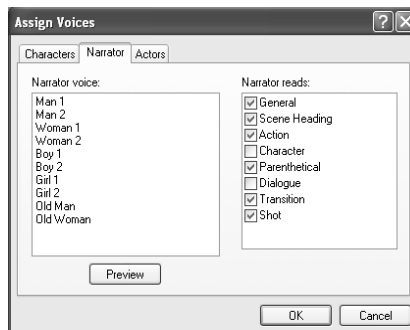 Assign Voices
Characters Narrator Actors
Narrator voice:
Man 1
Man 2
Woman 1
Woman 2
Boy 1
Boy 2
Girl 1
Girl 2
Old Man
Old Woman
Preview
Narrator reads:
General
Scene Heading
Action
Character
Parenthetical
Dialogue
Transition
Shot
OK Cancel